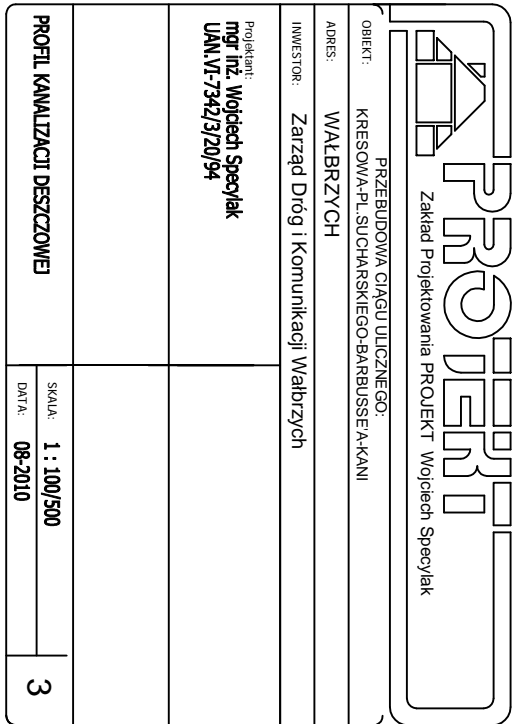 PROJEKT
Zakład Projektowania PROJEKT Wojciech Specylak
OBIEKT:
PRZEBUDOWA CIĄGU ULICZNEGO:
KRESOWA-PL.SUCHARSKIEGO-BARBUSSE'A-KANI
ADRES: WAŁBRZYCH
INWESTOR: Zarząd Dróg i Komunikacji Wałbrzych
Projektant:
mgr inż. Wojciech Specylak
UAN.VI-7342/3/20/94
PROFIL KANALIZACJI DESZCZOWEJ
SKALA: 1 : 100/500
DATA: 08-2010
3